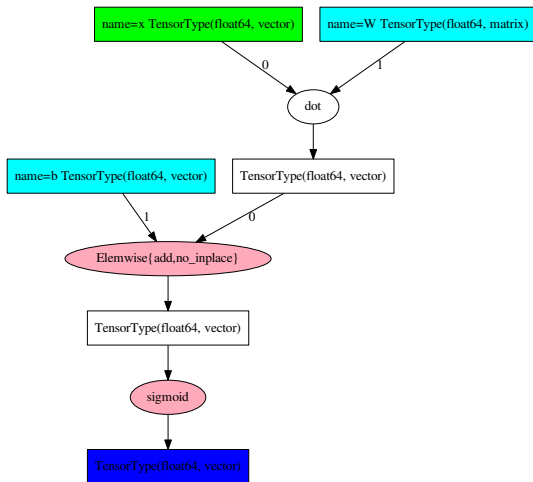 name=x TensorType(float64, vector)
name=W TensorType(float64, matrix)
0
1
dot
name=b TensorType(float64, vector)
TensorType(float64, vector)
1
0
Elemwise{add,no_inplace}
TensorType(float64, vector)
sigmoid
TensorType(float64, vector)